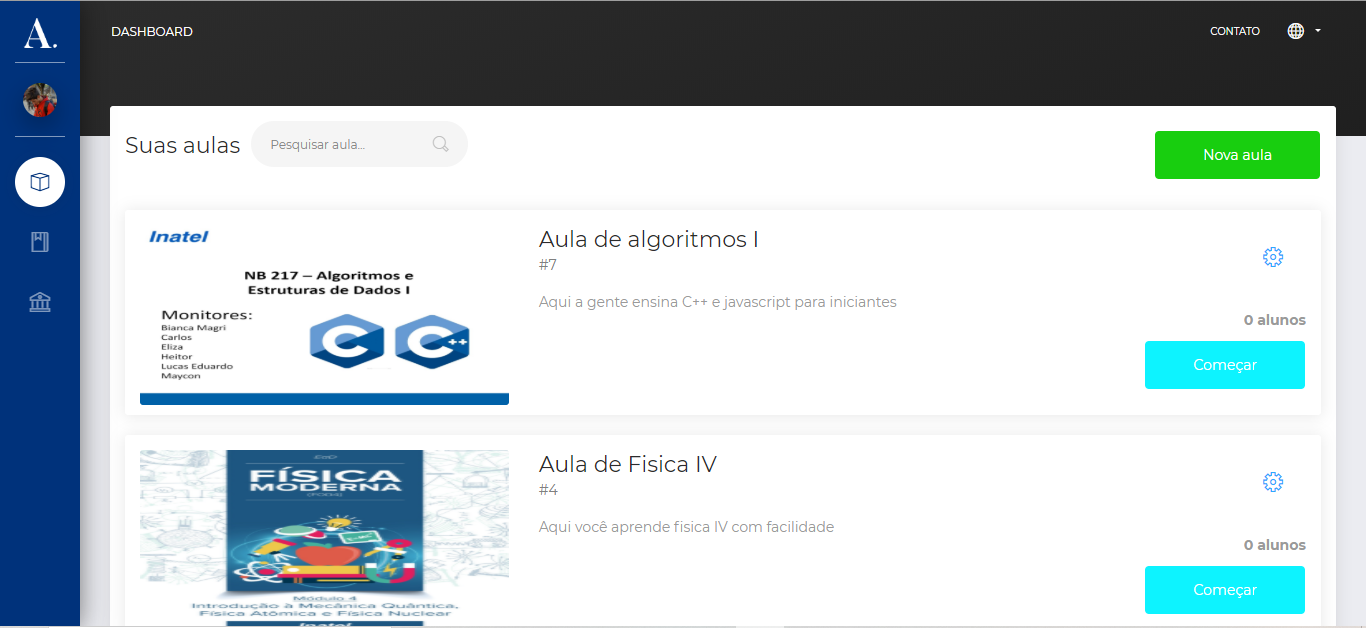 A.
DASHBOARD
CONTATO
Suas aulas
Pesquisar aula...
Nova aula
Inatel
NB 217 – Algoritmos e
Estruturas de Dados I
Monitores:
Bianca Magri
Carlos
Eliza
Heitor
Lucas Eduardo
Maycon
C
C++
Aula de algoritmos I
#7
Aqui a gente ensina C++ e javascript para iniciantes
0 alunos
Começar
FÍSICA
MODERNA
Módulo 4
Introdução à Mecânica Quântica,
Física Atômica e Física Nuclear
Inatel
Aula de Fisica IV
#4
Aqui você aprende fisica IV com facilidade
0 alunos
Começar